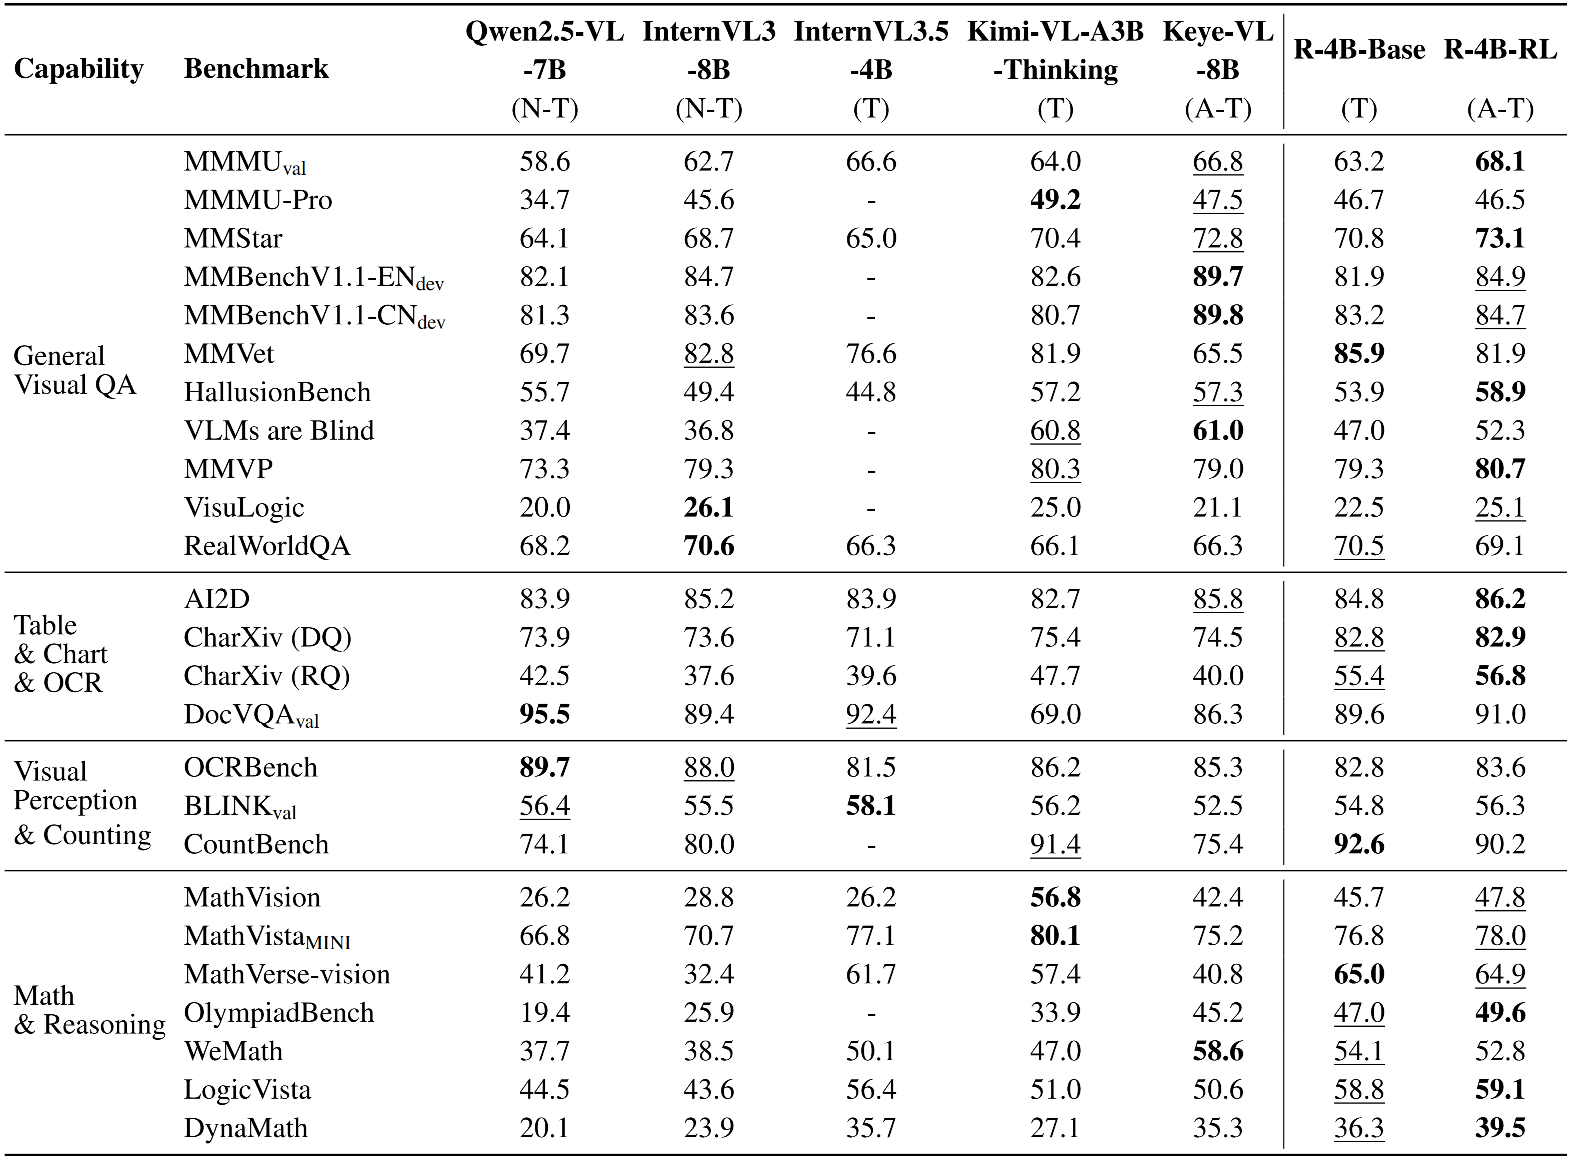 Capability Benchmark Qwen2.5-VL-7B (N-T) InternVL3-8B (N-T) InternVL3.5-4B (T) Kimi-VL-A3B-Thinking (T) Keye-VL-8B (A-T) R-4B-Base (T) R-4B-RL (A-T)
General Visual QA
MMMUval 58.6 62.7 66.6 64.0 66.8 63.2 68.1
MMMU-Pro 34.7 45.6 - 49.2 47.5 46.7 46.5
MMStar 64.1 68.7 65.0 70.4 72.8 70.8 73.1
MMBenchV1.1-ENdev 82.1 84.7 - 82.6 89.7 81.9 84.9
MMBenchV1.1-CNdev 81.3 83.6 - 80.7 89.8 83.2 84.7
MMVet 69.7 82.8 76.6 81.9 65.5 85.9 81.9
HallusionBench 55.7 49.4 44.8 57.2 57.3 53.9 58.9
VLMs are Blind 37.4 36.8 - 60.8 61.0 47.0 52.3
MMVP 73.3 79.3 - 80.3 79.0 79.3 80.7
VisuLogic 20.0 26.1 - 25.0 21.1 22.5 25.1
RealWorldQA 68.2 70.6 66.3 66.1 66.3 70.5 69.1
Table & Chart & OCR
AI2D 83.9 85.2 83.9 82.7 85.8 84.8 86.2
CharXiv (DQ) 73.9 73.6 71.1 75.4 74.5 82.8 82.9
CharXiv (RQ) 42.5 37.6 39.6 47.7 40.0 55.4 56.8
DocVQAval 95.5 89.4 92.4 69.0 86.3 89.6 91.0
Visual Perception & Counting
OCRBench 89.7 88.0 81.5 86.2 85.3 82.8 83.6
BLINKval 56.4 55.5 58.1 56.2 52.5 54.8 56.3
CountBench 74.1 80.0 - 91.4 75.4 92.6 90.2
Math & Reasoning
MathVision 26.2 28.8 26.2 56.8 42.4 45.7 47.8
MathVistaMINI 66.8 70.7 77.1 80.1 75.2 76.8 78.0
MathVerse-vision 41.2 32.4 61.7 57.4 40.8 65.0 64.9
OlympiadBench 19.4 25.9 - 33.9 45.2 47.0 49.6
WeMath 37.7 38.5 50.1 47.0 58.6 54.1 52.8
LogicVista 44.5 43.6 56.4 51.0 50.6 58.8 59.1
DynaMath 20.1 23.9 35.7 27.1 35.3 36.3 39.5